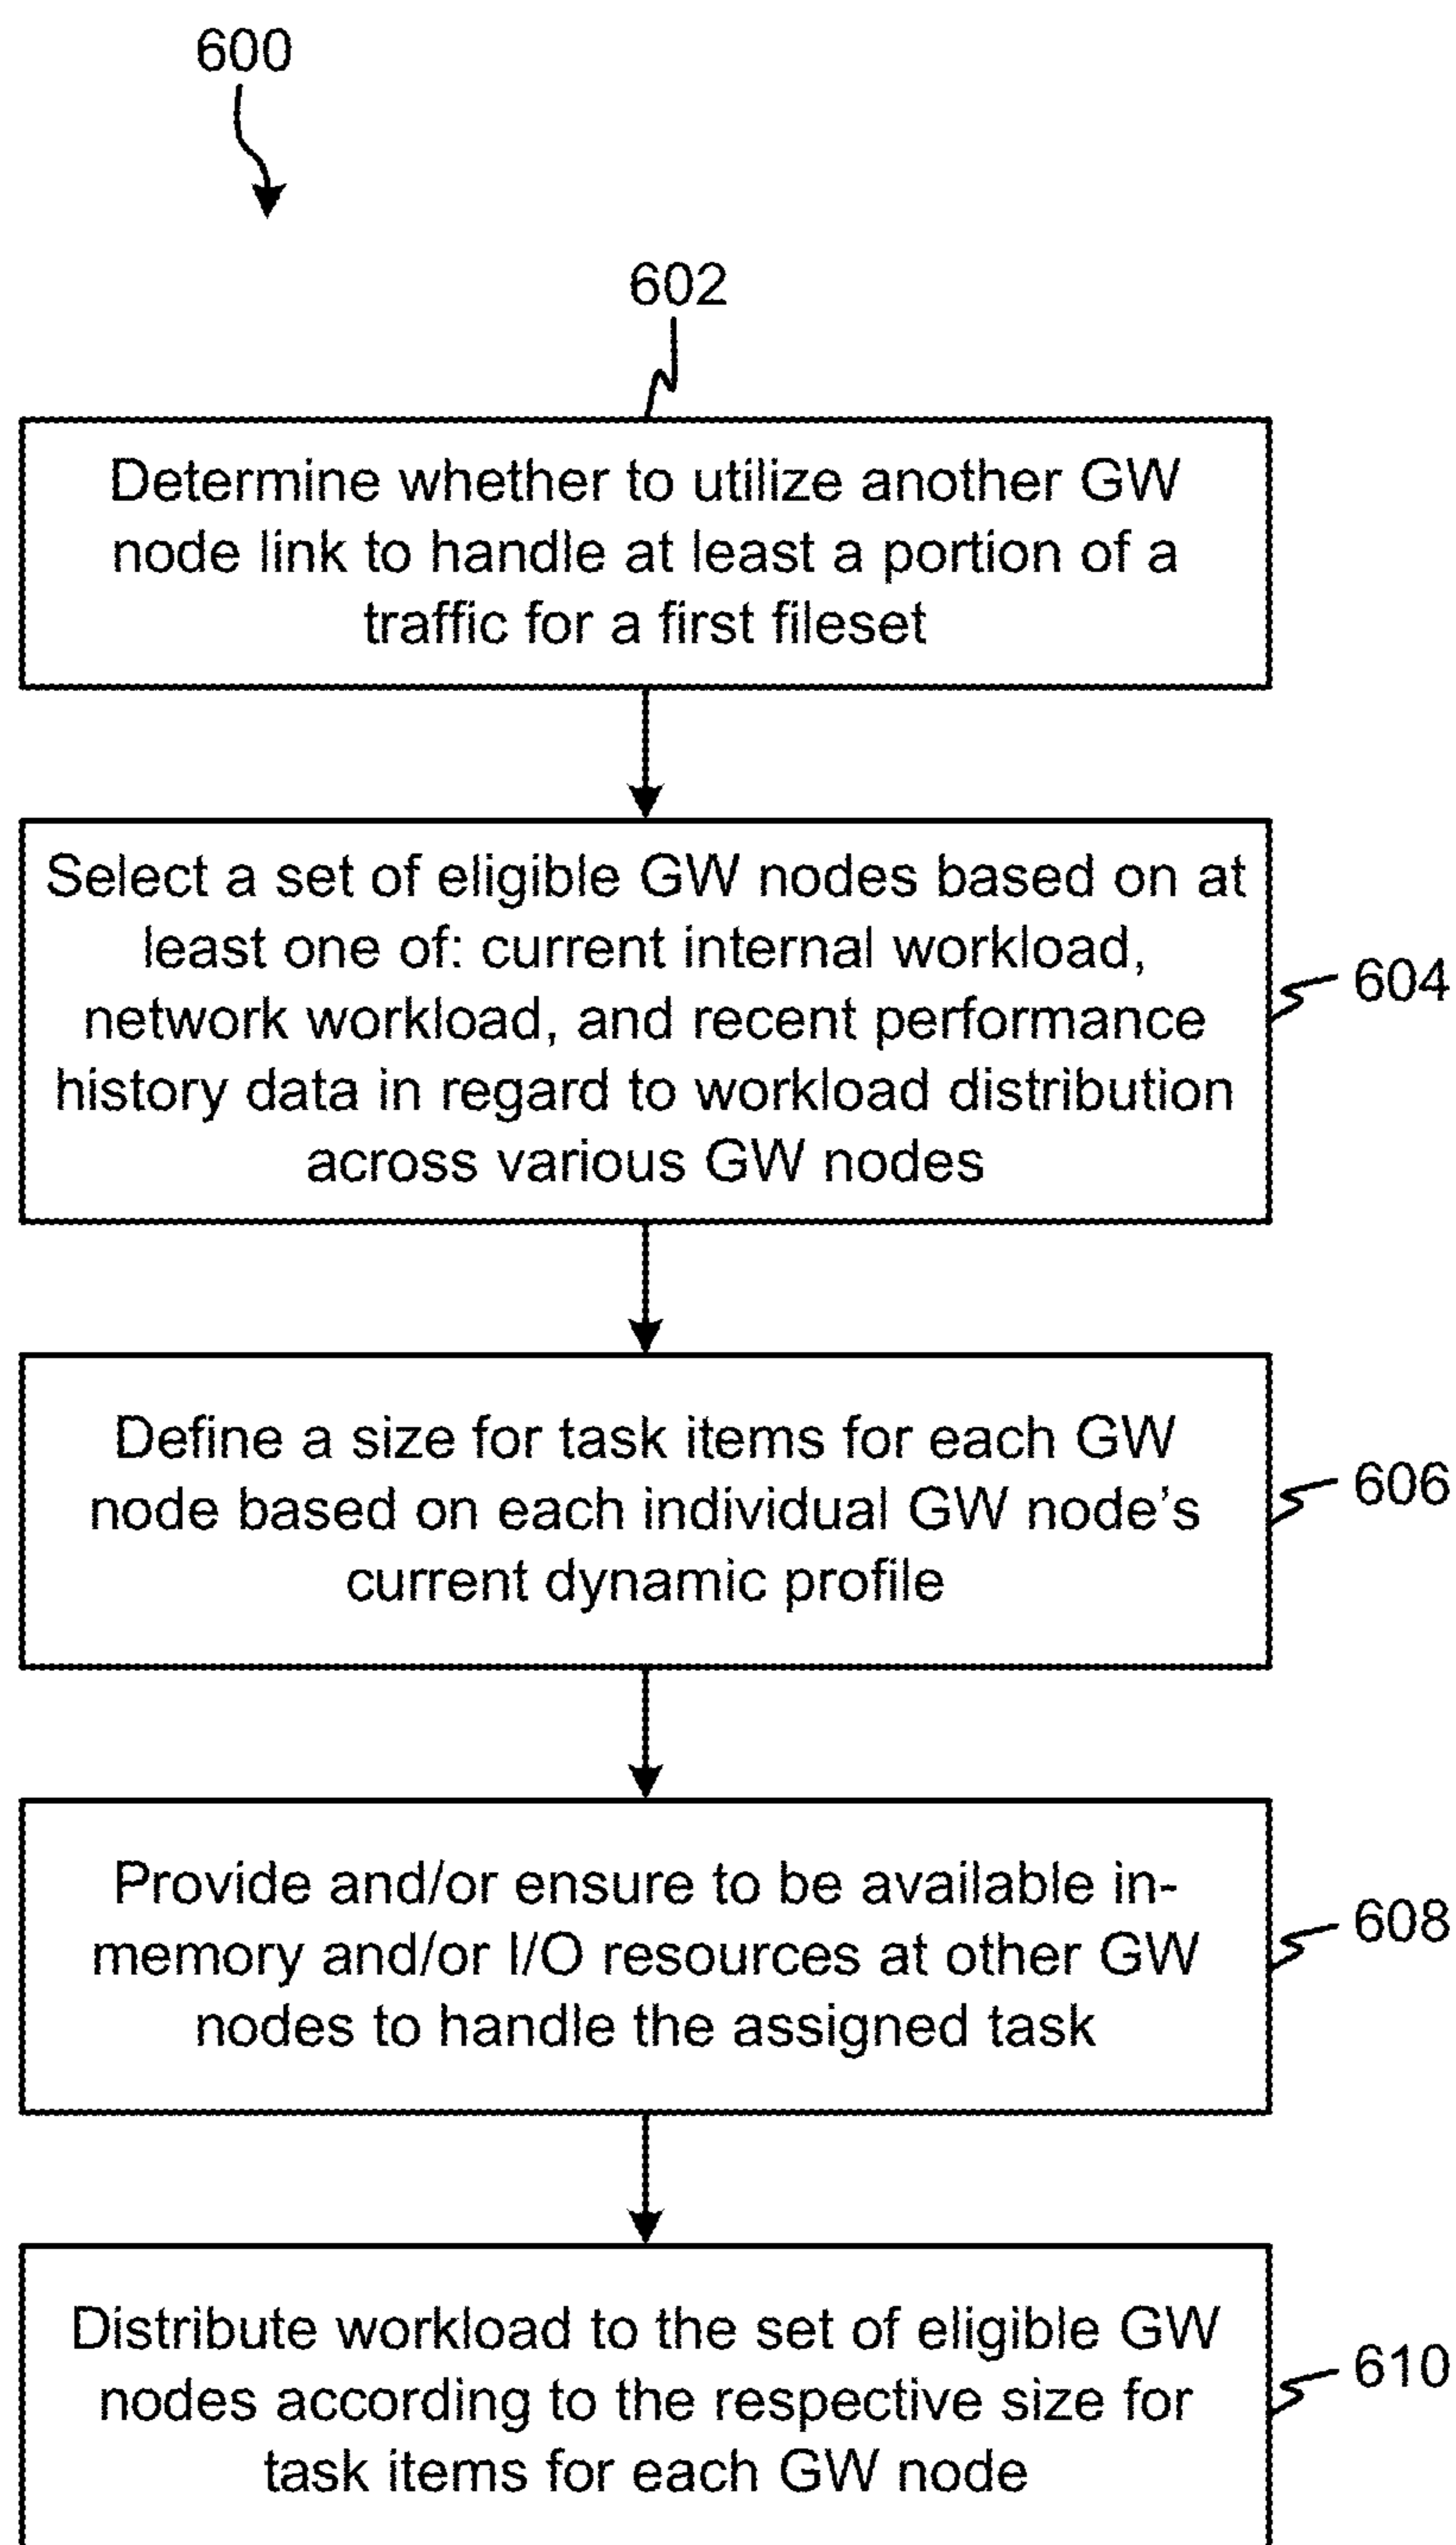 600
602
Determine whether to utilize another GW
node link to handle at least a portion of a
traffic for a first fileset
Select a set of eligible GW nodes based on at
least one of: current internal workload,
network workload, and recent performance
history data in regard to workload distribution
across various GW nodes
604
Define a size for task items for each GW
node based on each individual GW node's
current dynamic profile
606
Provide and/or ensure to be available in-
memory and/or I/O resources at other GW
nodes to handle the assigned task
608
Distribute workload to the set of eligible GW
nodes according to the respective size for
task items for each GW node
610